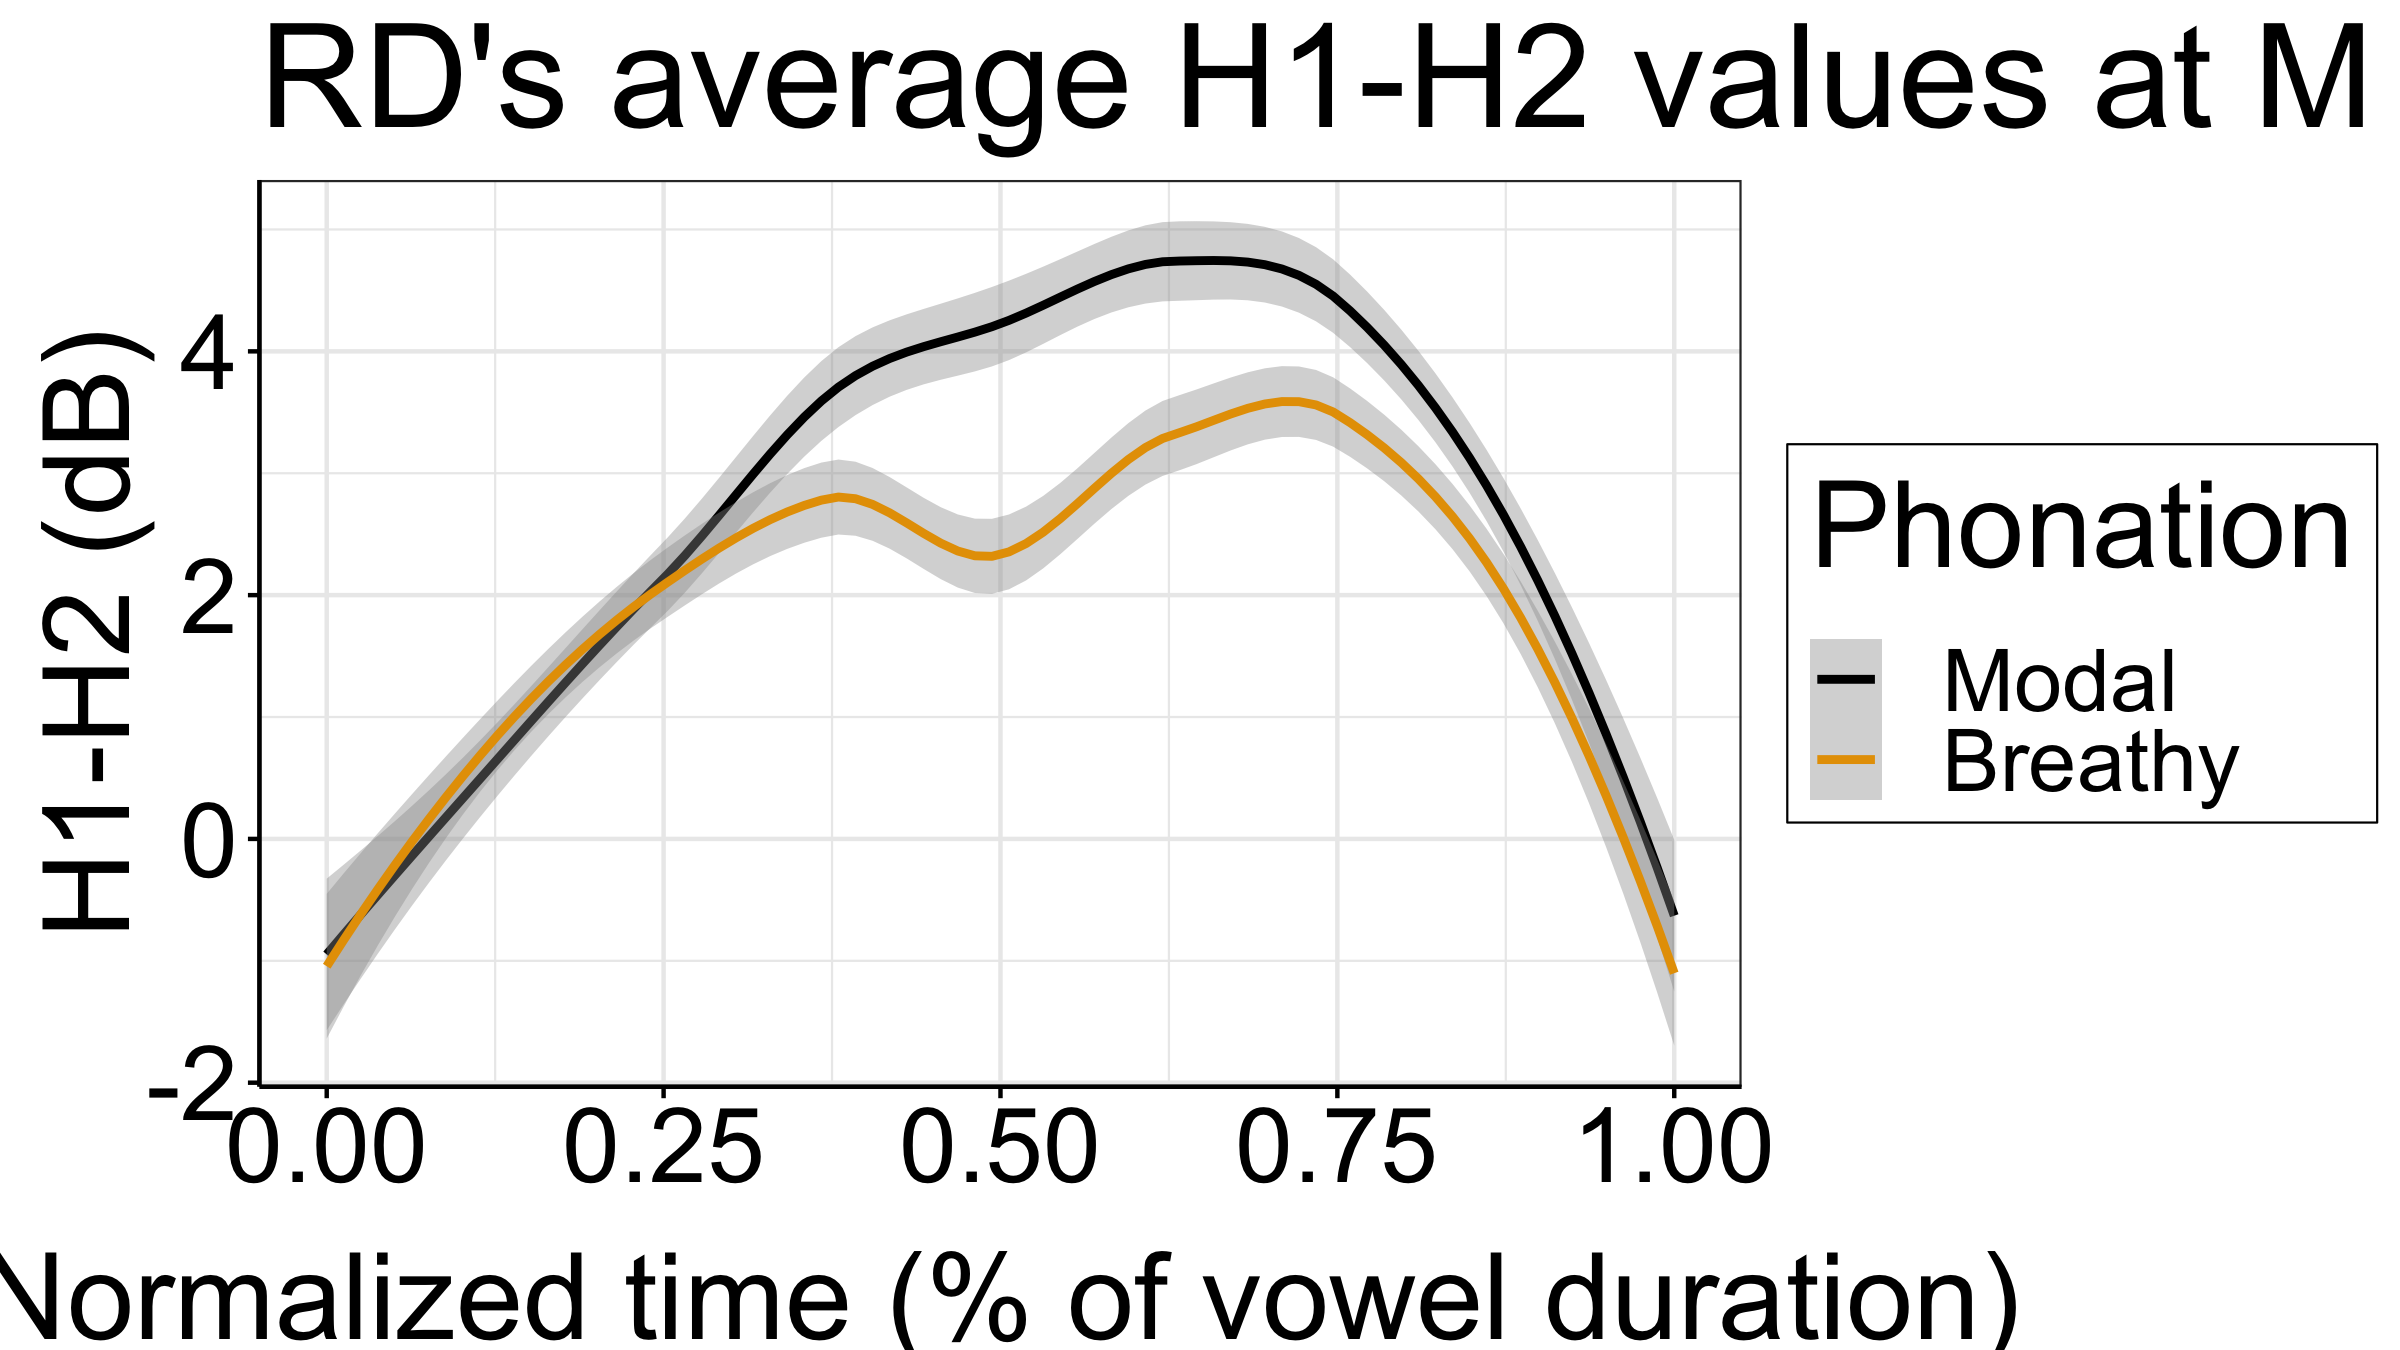 RD's average H1-H2 values at M
H1-H2 (dB)
4
2
0
-2
0.00 0.25 0.50 0.75 1.00
Normalized time (% of vowel duration)
Phonation
Modal
Breathy